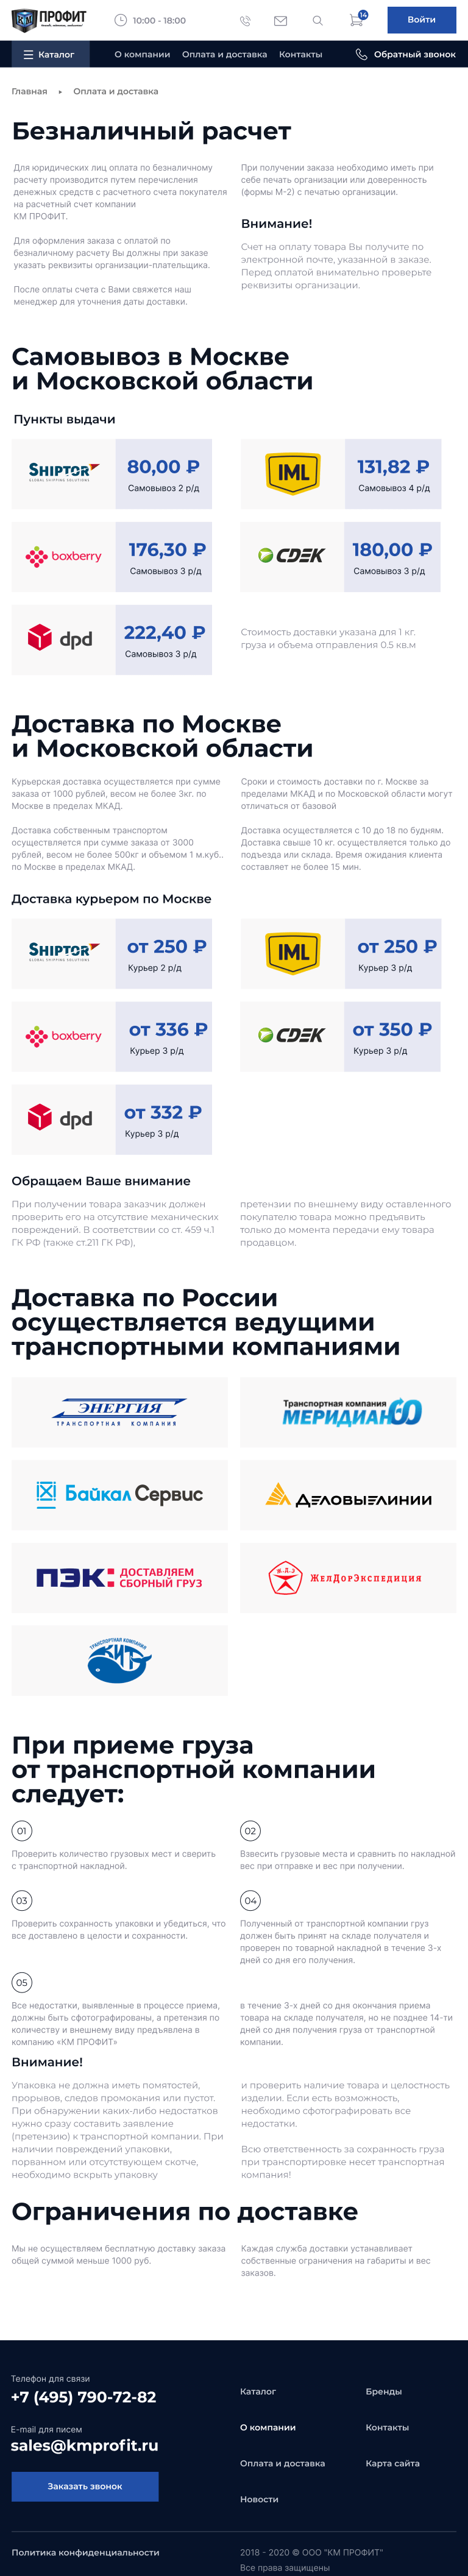 КМ ПРОФИТ
10:00 - 18:00
14
Войти
Каталог
О компании
Оплата и доставка
Контакты
Обратный звонок
Главная
Оплата и доставка
Безналичный расчет
Для юридических лиц оплата по безналичному
расчету производится путем перечисления
денежных средств с расчетного счета покупателя
на расчетный счет компании
КМ ПРОФИТ.
Для оформления заказа с оплатой по
безналичному расчету Вы должны при заказе
указать реквизиты организации-плательщика.
После оплаты счета с Вами свяжется наш
менеджер для уточнения даты доставки.
При получении заказа необходимо иметь при
себе печать организации или доверенность
(формы М-2) с печатью организации.
Внимание!
Счет на оплату товара Вы получите по
электронной почте, указанной в заказе.
Перед оплатой внимательно проверьте
реквизиты организации.
Самовывоз в Москве
и Московской области
Пункты выдачи
SHIPTOR
GLOBAL SHIPPING SOLUTIONS
80,00 ₽
Самовывоз 2 р/д
IML
131,82 ₽
Самовывоз 4 р/д
boxberry
176,30 ₽
Самовывоз 3 р/д
CDEK
180,00 ₽
Самовывоз 3 р/д
dpd
222,40 ₽
Самовывоз 3 р/д
Стоимость доставки указана для 1 кг.
груза и объема отправления 0.5 кв.м
Доставка по Москве
и Московской области
Курьерская доставка осуществляется при сумме
заказа от 1000 рублей, весом не более 3кг. по
Москве в пределах МКАД.
Доставка собственным транспортом
осуществляется при сумме заказа от 3000
рублей, весом не более 500кг и объемом 1 м.куб..
по Москве в пределах МКАД.
Сроки и стоимость доставки по г. Москве за
пределами МКАД и по Московской области могут
отличаться от базовой
Доставка осуществляется с 10 до 18 по будням.
Доставка свыше 10 кг. осуществляется только до
подъезда или склада. Время ожидания клиента
составляет не более 15 мин.
Доставка курьером по Москве
SHIPTOR
GLOBAL SHIPPING SOLUTIONS
от 250 ₽
Курьер 2 р/д
IML
от 250 ₽
Курьер 3 р/д
boxberry
от 336 ₽
Курьер 3 р/д
CDEK
от 350 ₽
Курьер 3 р/д
dpd
от 332 ₽
Курьер 3 р/д
Обращаем Ваше внимание
При получении товара заказчик должен
проверить его на отсутствие механических
повреждений. В соответствии со ст. 459 ч.1
ГК РФ (также ст.211 ГК РФ),
претензии по внешнему виду оставленного
покупателю товара можно предъявить
только до момента передачи ему товара
продавцом.
Доставка по России
осуществляется ведущими
транспортными компаниями
ЭНЕРГИЯ
ТРАНСПОРТНАЯ КОМПАНИЯ
Транспортная компания
МЕРИДИАН
Байкал Сервис
ДЕЛОВЫЕ ЛИНИИ
ПЭК: ДОСТАВЛЯЕМ
СБОРНЫЙ ГРУЗ
ЖелДорЭкспедиция
ТРАНСПОРТНАЯ КОМПАНИЯ
КИТ
При приеме груза
от транспортной компании
следует:
01
Проверить количество грузовых мест и сверить
с транспортной накладной.
02
Взвесить грузовые места и сравнить по накладной
вес при отправке и вес при получении.
03
Проверить сохранность упаковки и убедиться, что
все доставлено в целости и сохранности.
04
Полученный от транспортной компании груз
должен быть принят на складе получателя и
проверен по товарной накладной в течение 3-х
дней со дня его получения.
05
Все недостатки, выявленные в процессе приема,
должны быть сфотографированы, а претензия по
количеству и внешнему виду предъявлена в
компанию «КМ ПРОФИТ»
в течение 3-х дней со дня окончания приема
товара на складе получателя, но не позднее 14-ти
дней со дня получения груза от транспортной
компании.
Внимание!
Упаковка не должна иметь помятостей,
прорывов, следов промокания или пустот.
При обнаружении каких-либо недостатков
нужно сразу составить заявление
(претензию) к транспортной компании. При
наличии повреждений упаковки,
порванном или отсутствующем скотче,
необходимо вскрыть упаковку
и проверить наличие товара и целостность
изделии. Если есть возможность,
необходимо сфотографировать все
недостатки.
Всю ответственность за сохранность груза
при транспортировке несет транспортная
компания!
Ограничения по доставке
Мы не осуществляем бесплатную доставку заказа
общей суммой меньше 1000 руб.
Каждая служба доставки устанавливает
собственные ограничения на габариты и вес
заказов.
Телефон для связи
+7 (495) 790-72-82
E-mail для писем
sales@kmprofit.ru
Заказать звонок
Каталог
Бренды
О компании
Контакты
Оплата и доставка
Карта сайта
Новости
Политика конфиденциальности
2018 - 2020 © ООО "КМ ПРОФИТ"
Все права защищены